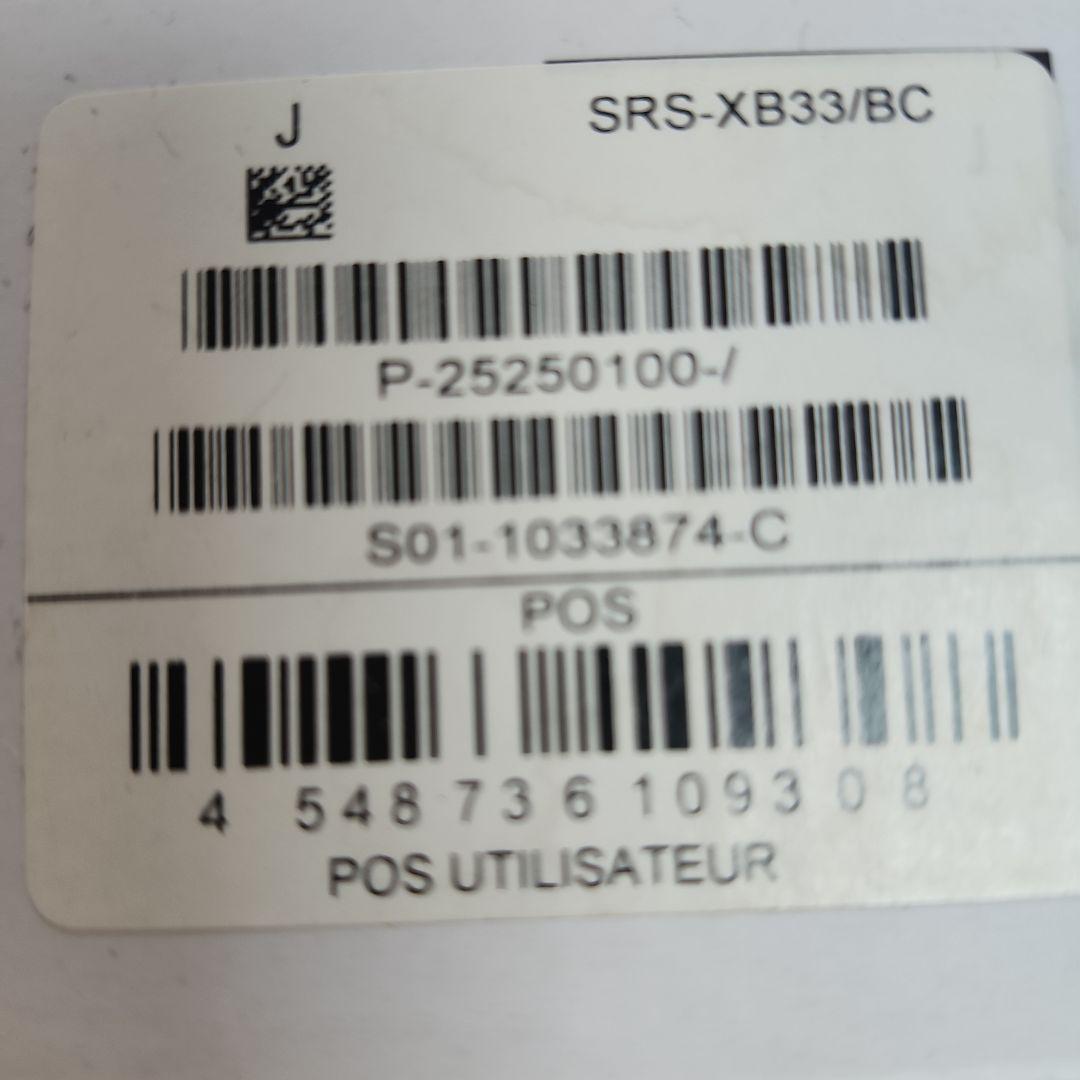 J
SRS-XB33/BC
P-25250100-/
S01-1033874-C
POS
4 548736 109308
POS UTILISATEUR